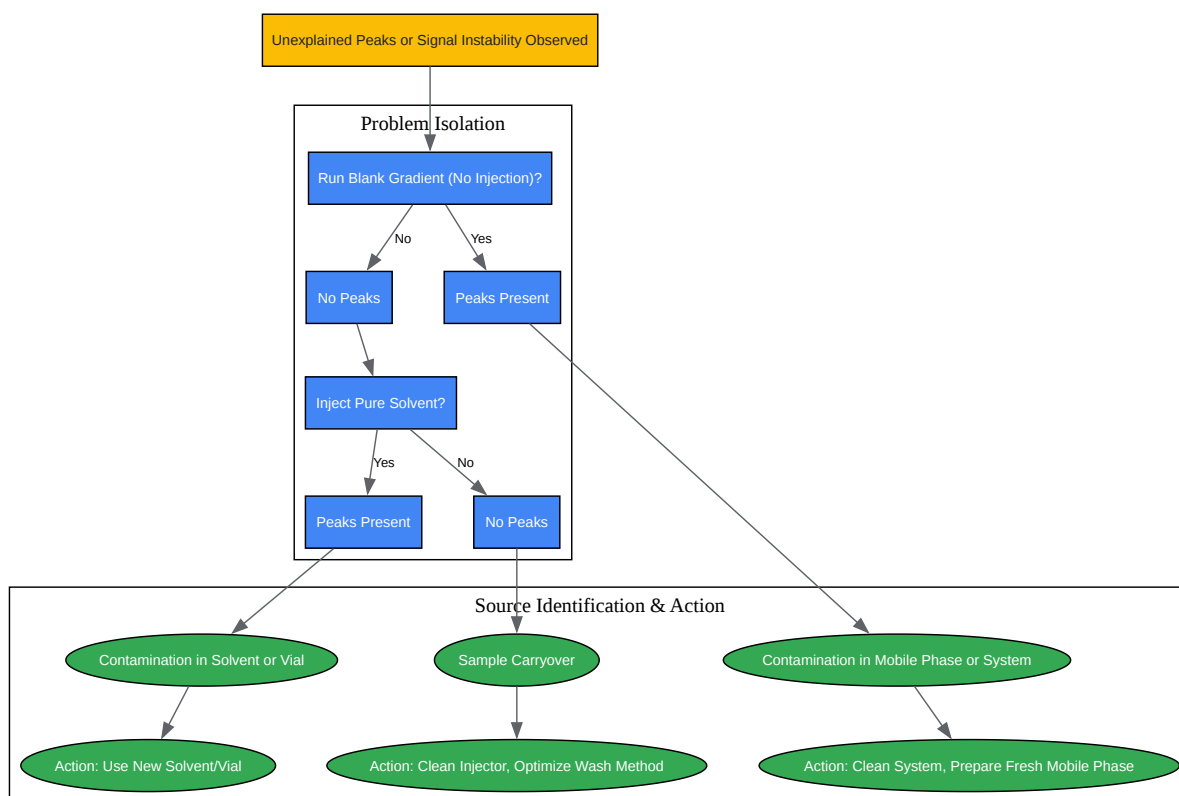 Unexplained Peaks or Signal Instability Observed
Problem Isolation
Run Blank Gradient (No Injection)?
No
Yes
No Peaks
Peaks Present
Inject Pure Solvent?
Yes
No
Peaks Present
No Peaks
Source Identification & Action
Contamination in Solvent or Vial
Sample Carryover
Contamination in Mobile Phase or System
Action: Use New Solvent/Vial
Action: Clean Injector, Optimize Wash Method
Action: Clean System, Prepare Fresh Mobile Phase